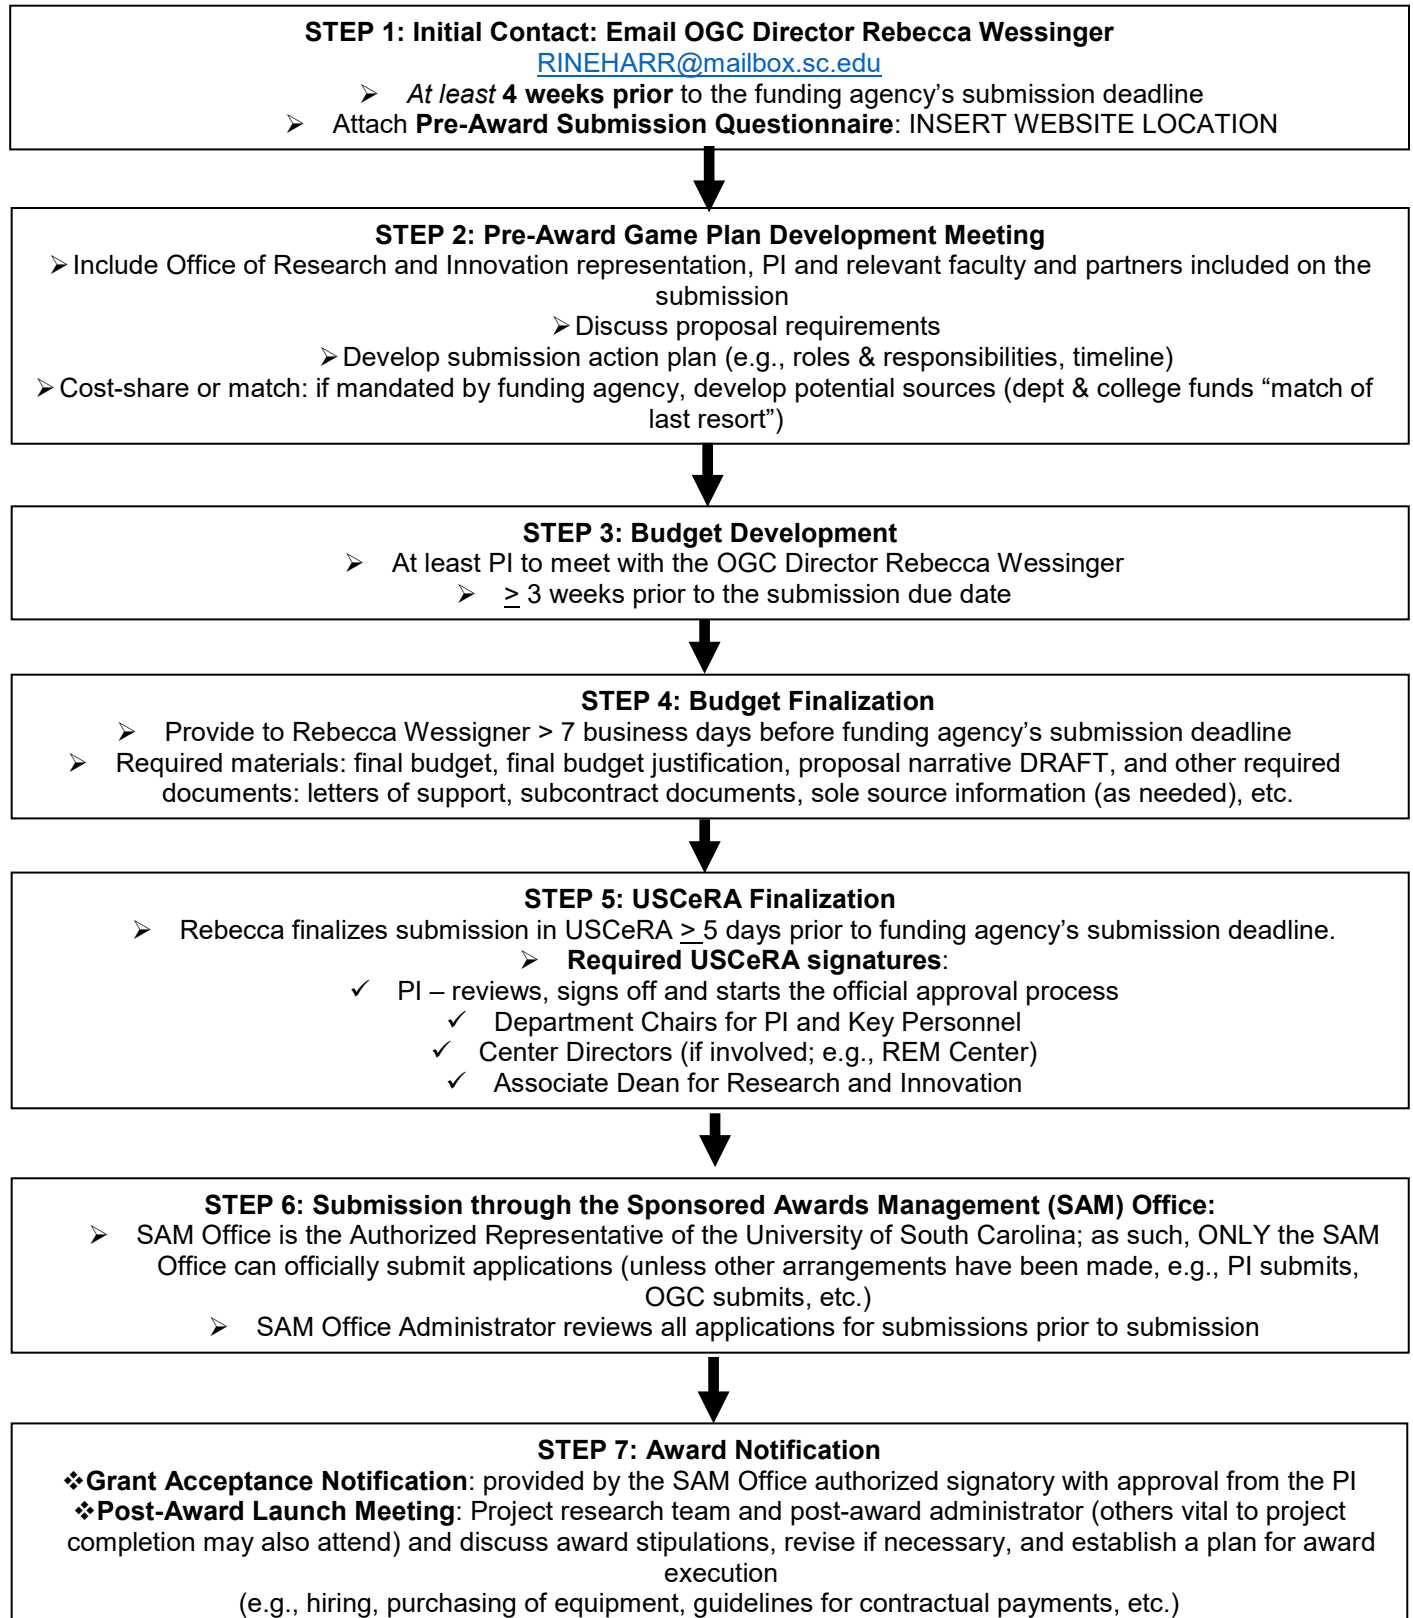 STEP 1: Initial Contact: Email OGC Director Rebecca Wessinger
RINEHARR@mailbox.sc.edu
➢ At least 4 weeks prior to the funding agency’s submission deadline
➢ Attach Pre-Award Submission Questionnaire: INSERT WEBSITE LOCATION
STEP 2: Pre-Award Game Plan Development Meeting
➢ Include Office of Research and Innovation representation, PI and relevant faculty and partners included on the
submission
➢ Discuss proposal requirements
➢ Develop submission action plan (e.g., roles & responsibilities, timeline)
➢ Cost-share or match: if mandated by funding agency, develop potential sources (dept & college funds “match of
last resort”)
STEP 3: Budget Development
➢ At least PI to meet with the OGC Director Rebecca Wessinger
➢ > 3 weeks prior to the submission due date
STEP 4: Budget Finalization
➢ Provide to Rebecca Wessigner > 7 business days before funding agency’s submission deadline
➢ Required materials: final budget, final budget justification, proposal narrative DRAFT, and other required
documents: letters of support, subcontract documents, sole source information (as needed), etc.
STEP 5: USCeRA Finalization
➢ Rebecca finalizes submission in USCeRA > 5 days prior to funding agency’s submission deadline.
➢ Required USCeRA signatures:
✓ PI – reviews, signs off and starts the official approval process
✓ Department Chairs for PI and Key Personnel
✓ Center Directors (if involved; e.g., REM Center)
✓ Associate Dean for Research and Innovation
STEP 6: Submission through the Sponsored Awards Management (SAM) Office:
➢ SAM Office is the Authorized Representative of the University of South Carolina; as such, ONLY the SAM
Office can officially submit applications (unless other arrangements have been made, e.g., PI submits,
OGC submits, etc.)
➢ SAM Office Administrator reviews all applications for submissions prior to submission
STEP 7: Award Notification
❖Grant Acceptance Notification: provided by the SAM Office authorized signatory with approval from the PI
❖Post-Award Launch Meeting: Project research team and post-award administrator (others vital to project
completion may also attend) and discuss award stipulations, revise if necessary, and establish a plan for award
execution
(e.g., hiring, purchasing of equipment, guidelines for contractual payments, etc.)